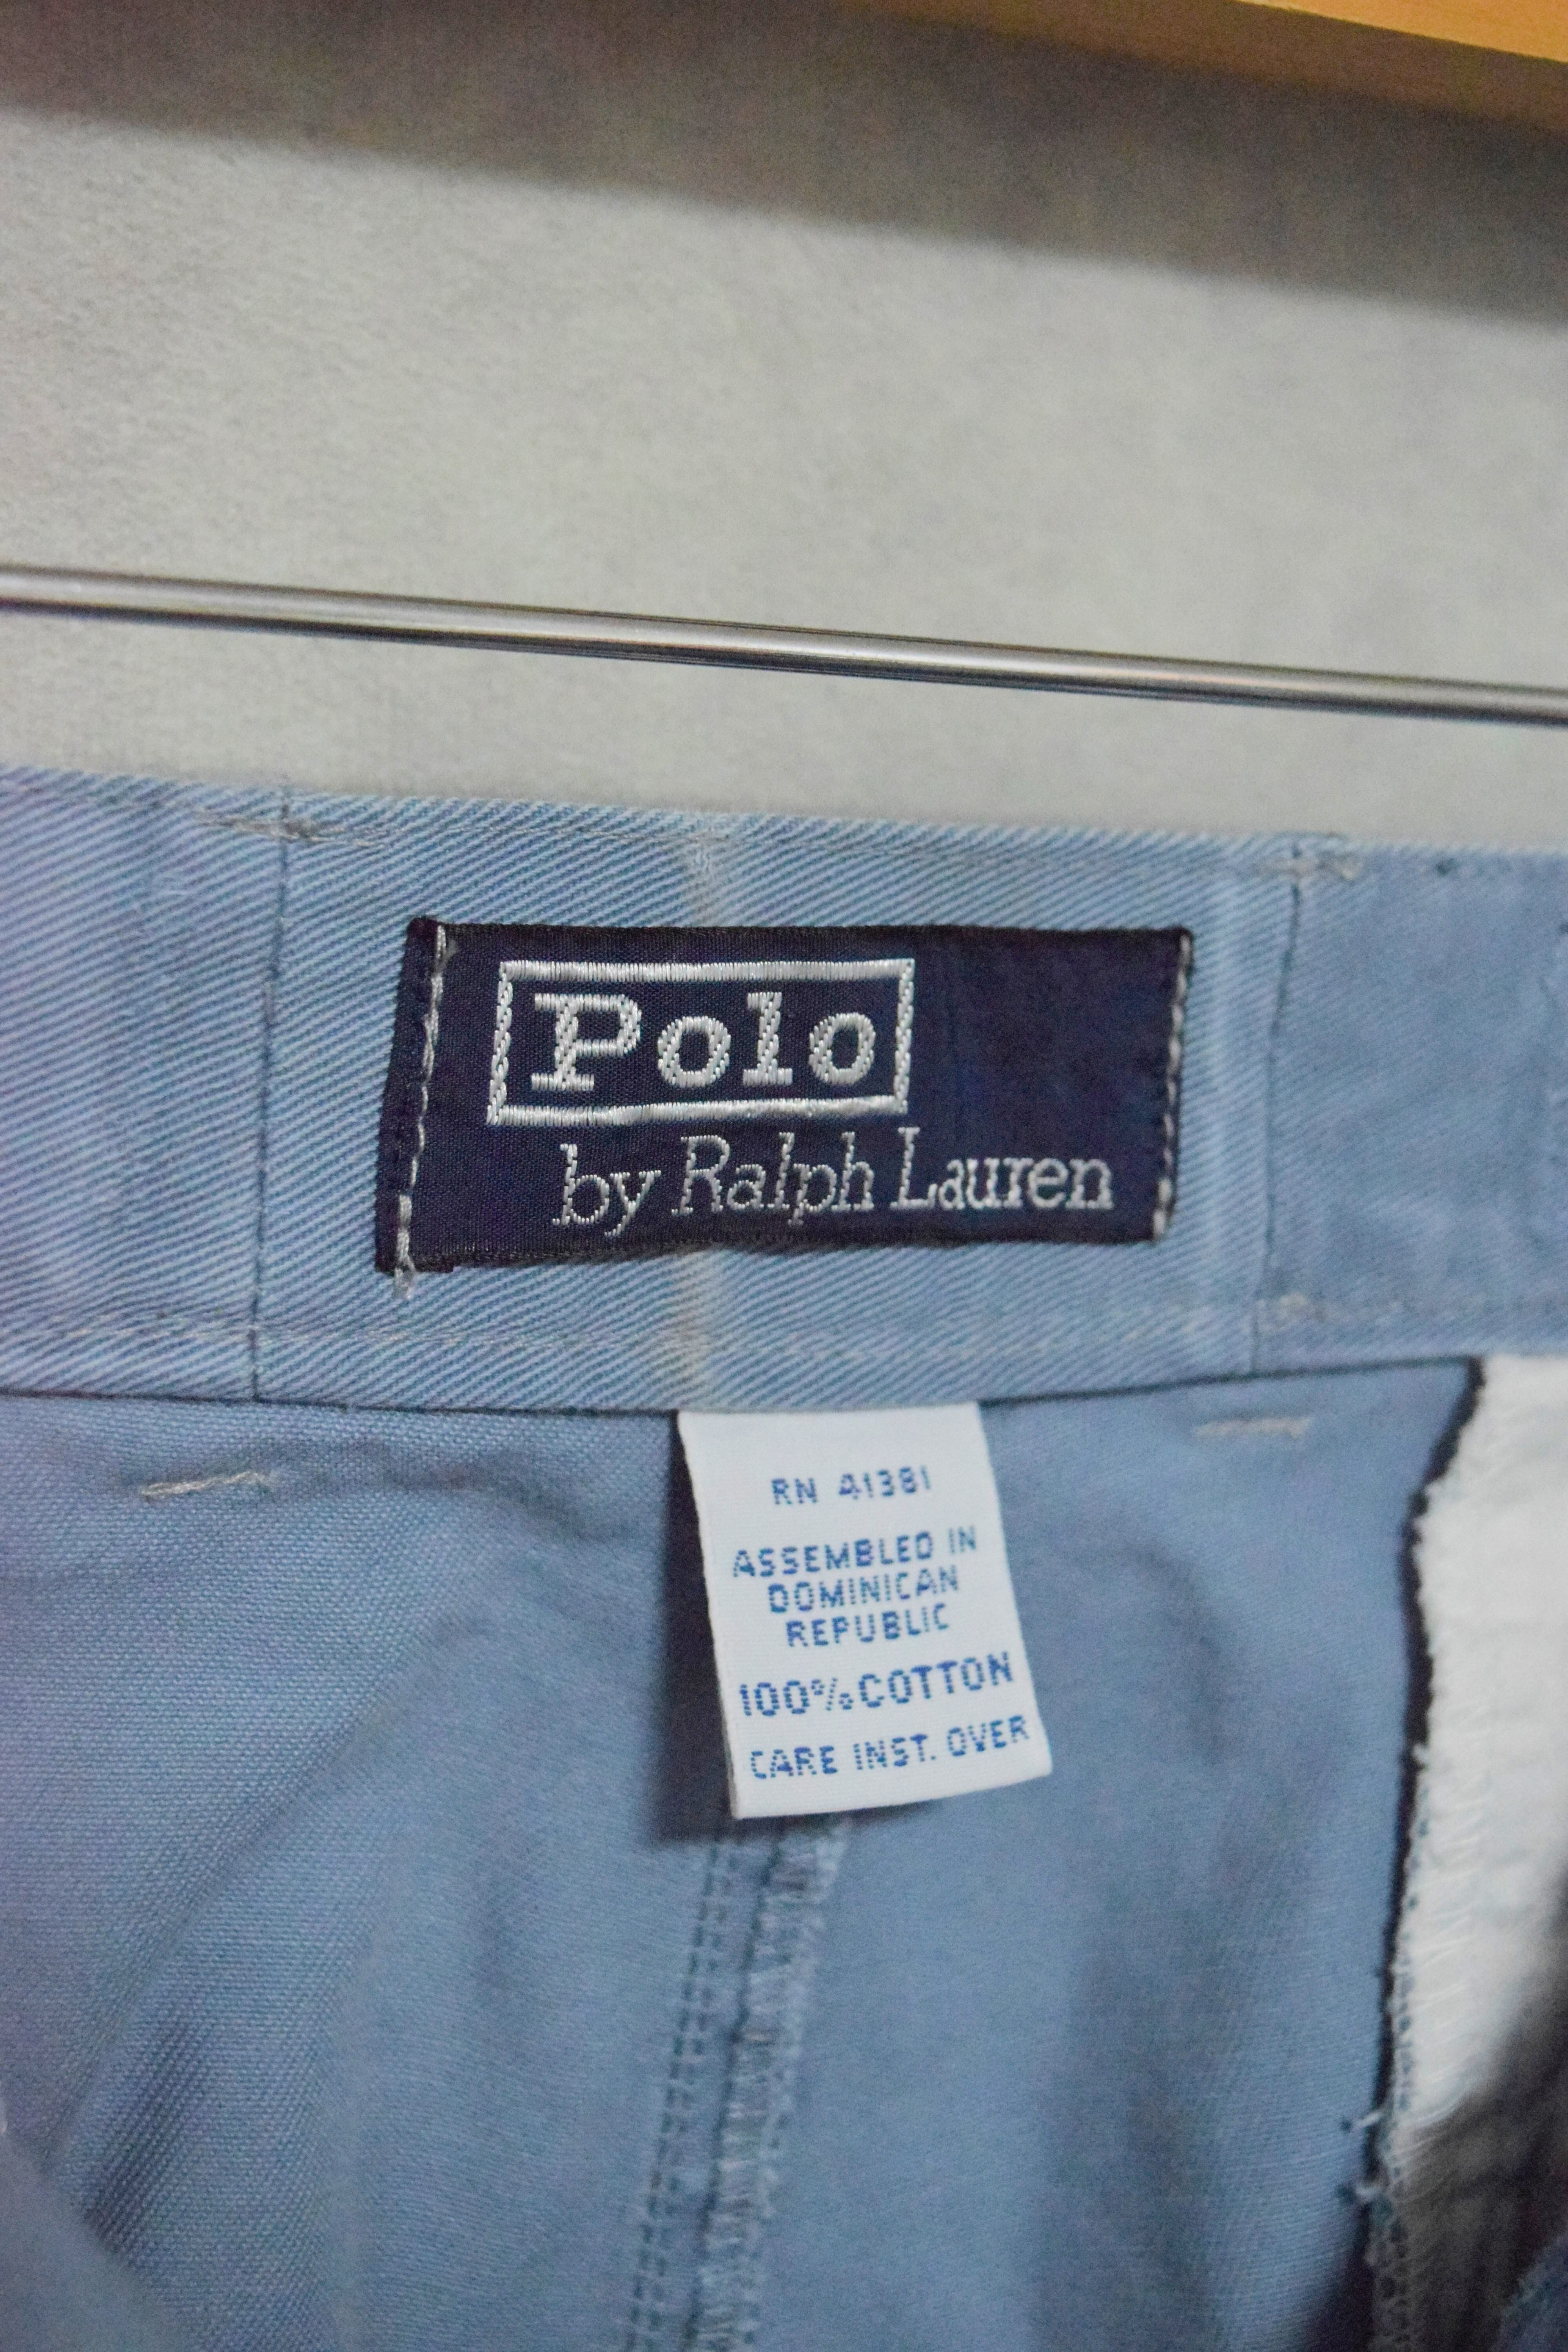 Polo
by Ralph Lauren
RN 41381
ASSEMBLED IN
DOMINICAN
REPUBLIC
100% COTTON
CARE INST. OVER